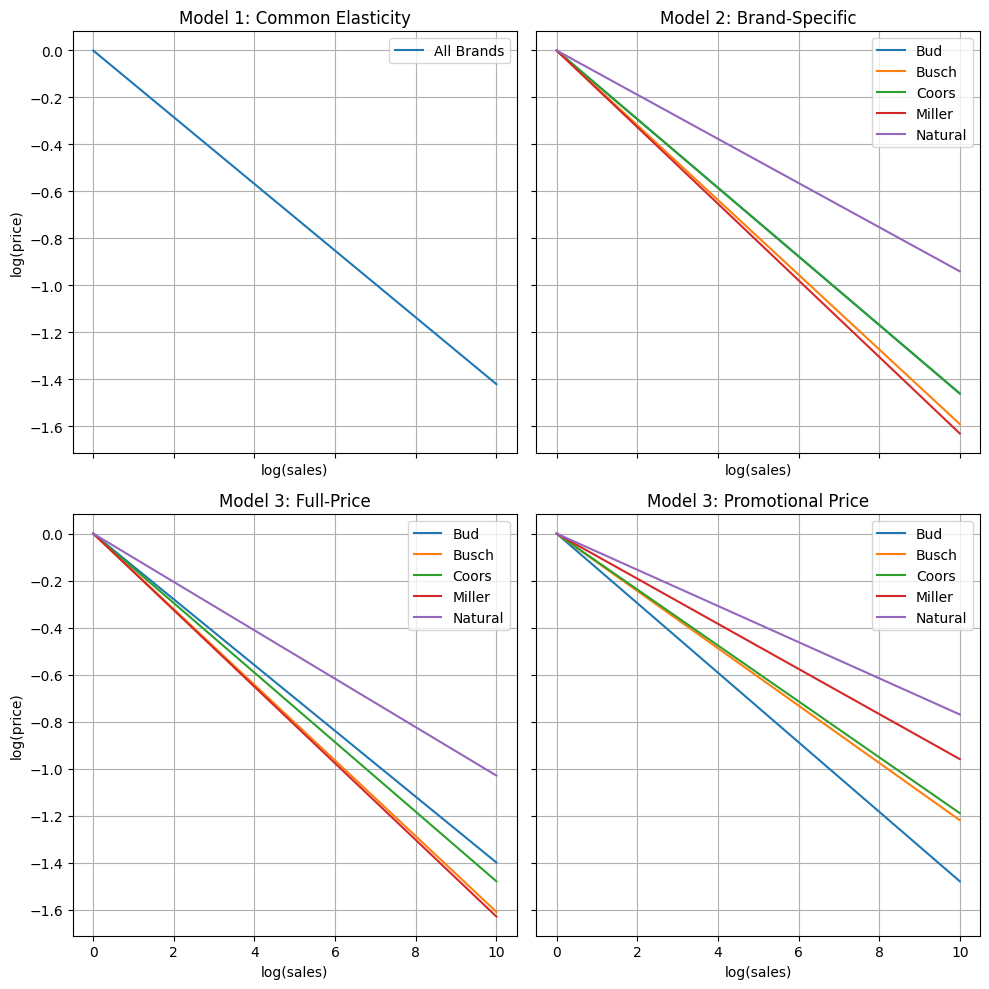 Model 1: Common Elasticity
All Brands
0.0
−0.2
−0.4
−0.6
−0.8
−1.0
−1.2
−1.4
−1.6
log(price)
log(sales)
Model 2: Brand-Specific
Bud
Busch
Coors
Miller
Natural
log(sales)
Model 3: Full-Price
Bud
Busch
Coors
Miller
Natural
0.0
−0.2
−0.4
−0.6
−0.8
−1.0
−1.2
−1.4
−1.6
log(price)
0 2 4 6 8 10
log(sales)
Model 3: Promotional Price
Bud
Busch
Coors
Miller
Natural
0 2 4 6 8 10
log(sales)